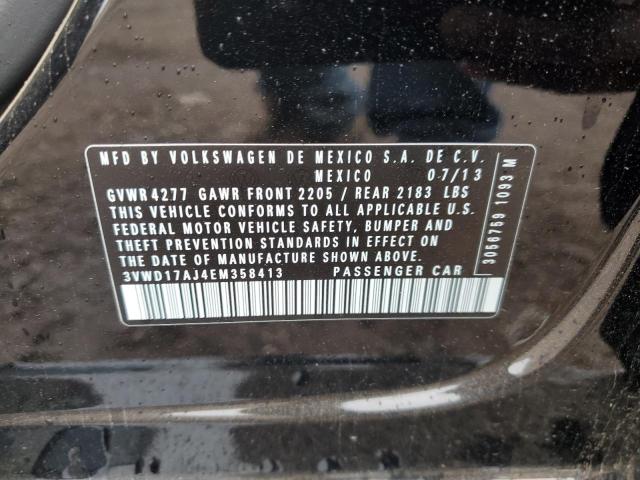 MFD BY VOLKSWAGEN DE MEXICO S.A. DE C.V.
MEXICO 07/13
GVWR 4277 GAWR FRONT 2205 / REAR 2183 LBS
THIS VEHICLE CONFORMS TO ALL APPLICABLE U.S.
FEDERAL MOTOR VEHICLE SAFETY, BUMPER AND
THEFT PREVENTION STANDARDS IN EFFECT ON
THE DATE OF MANUFACTURE SHOWN ABOVE.
3VWD17AJ4EM358413 PASSENGER CAR
3056759 1093 M